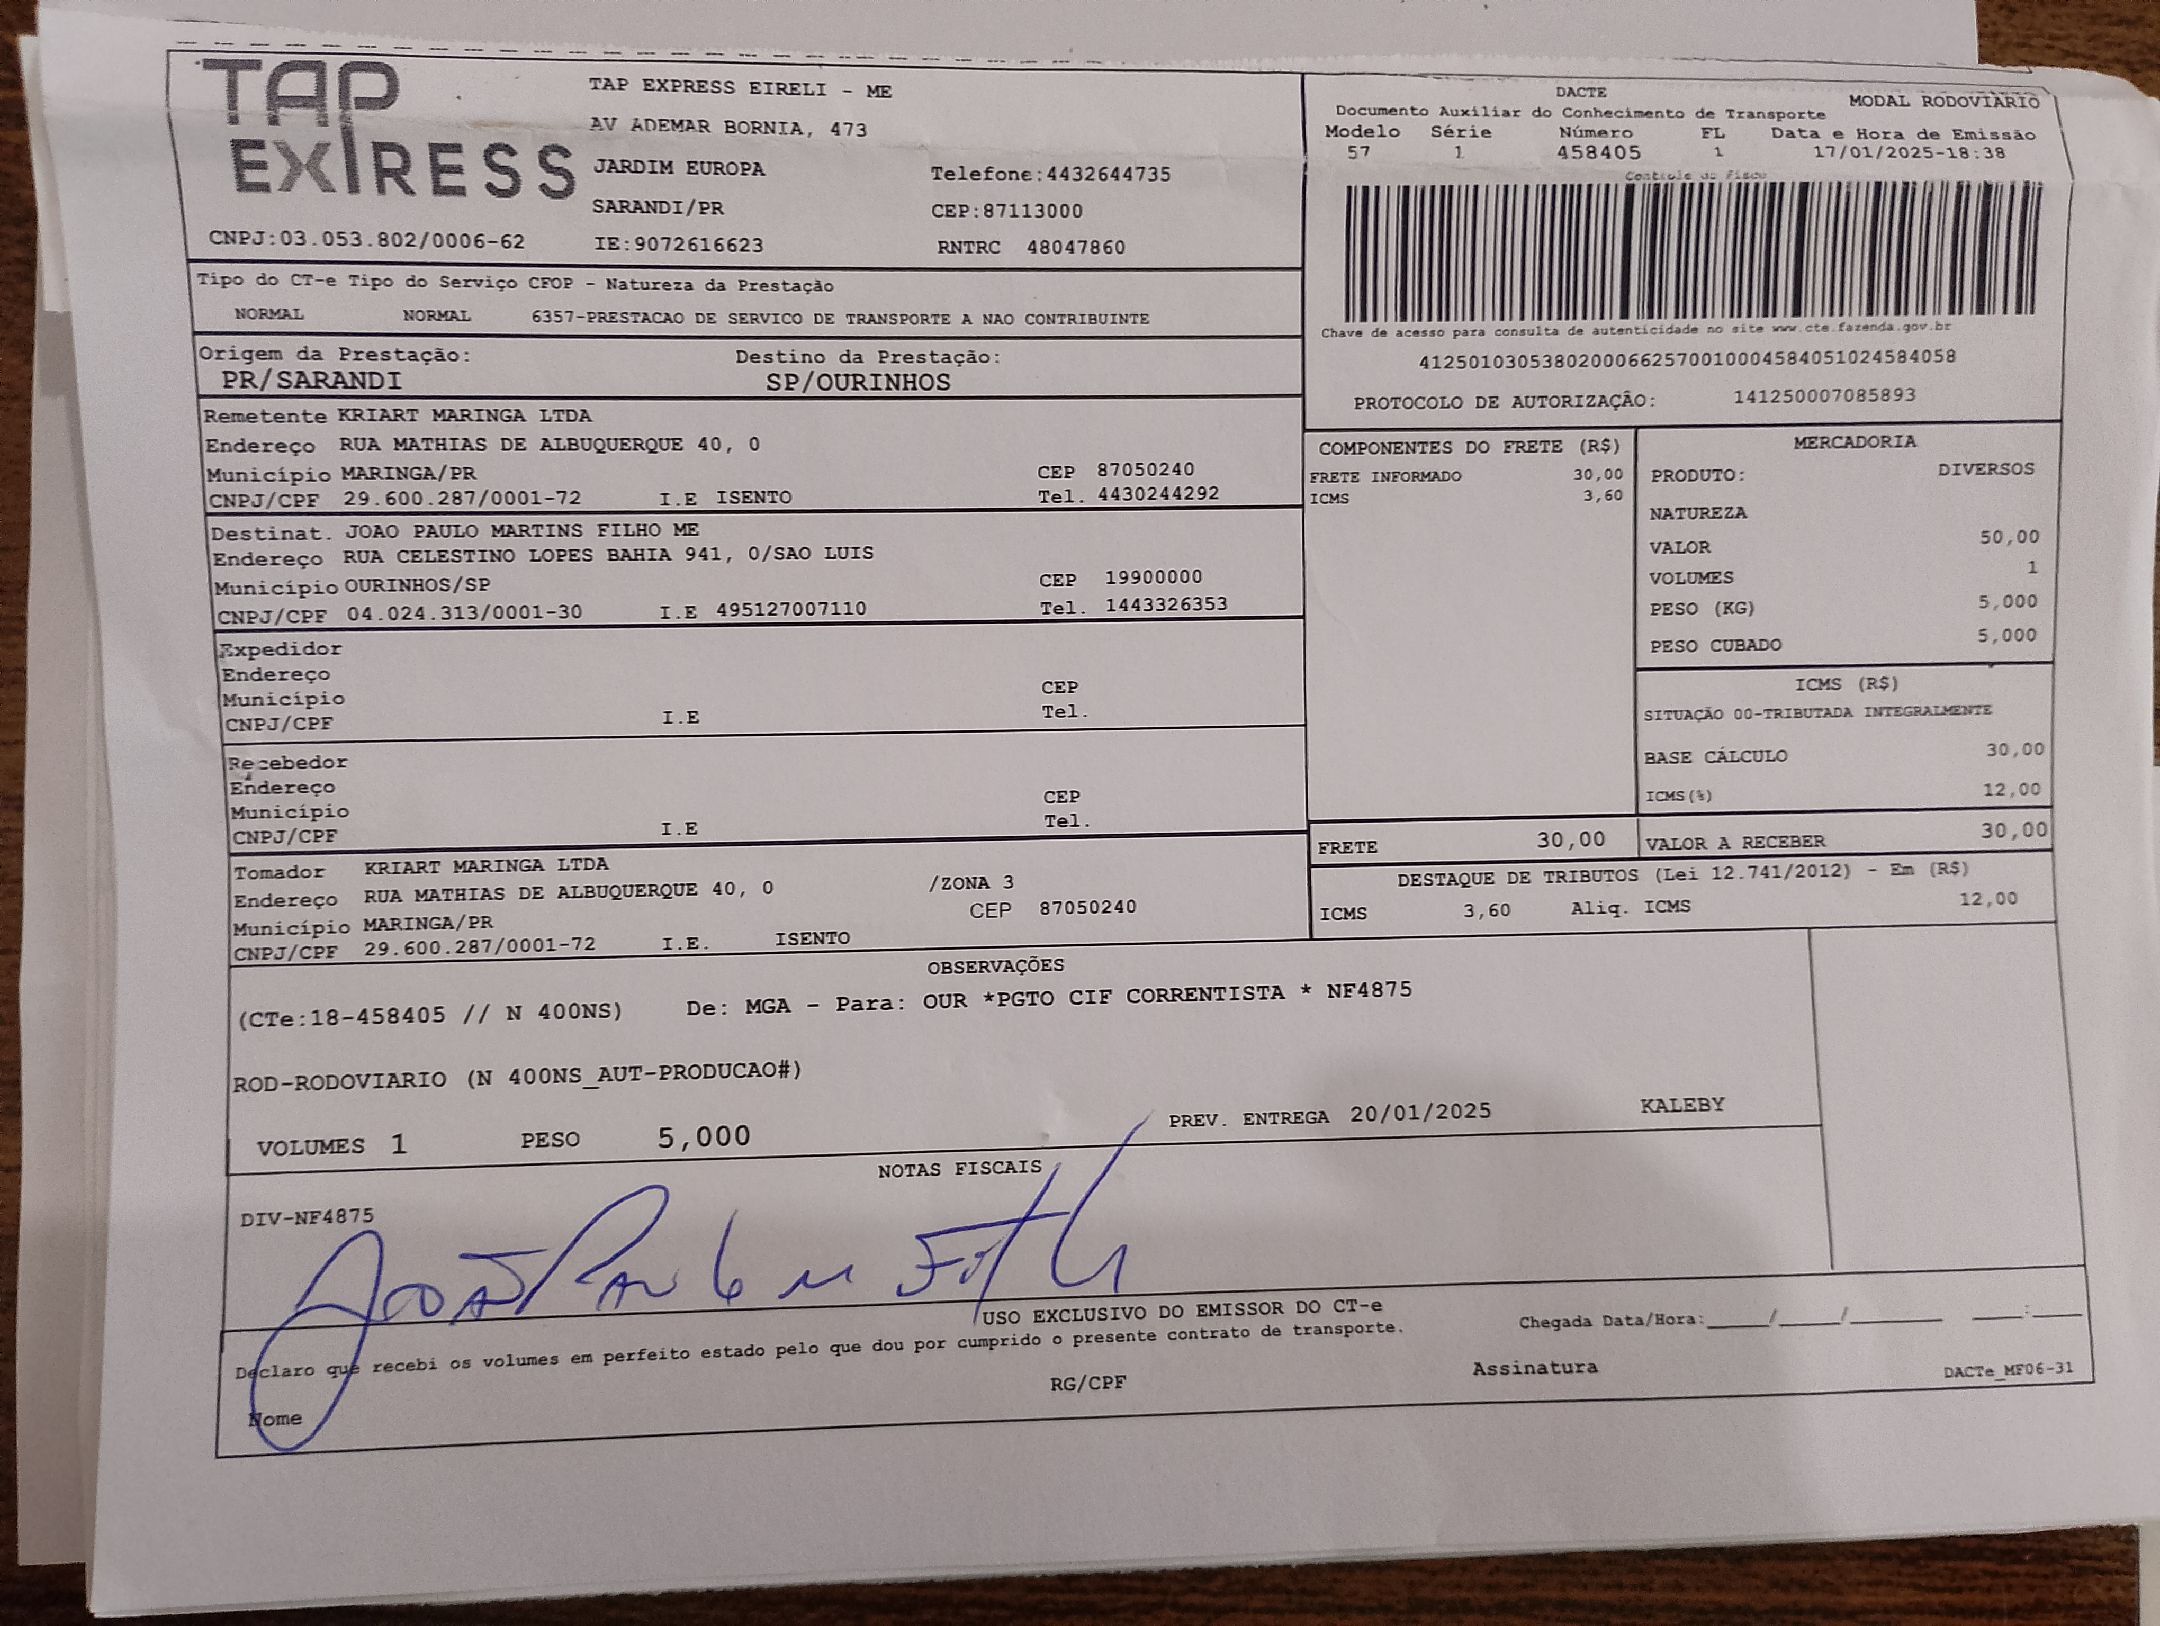 TAP
EXPRESS
TAP EXPRESS EIRELI - ME
AV ADEMAR BORNIA, 473
JARDIM EUROPA
Telefone:4432644735
SARANDI/PR
CEP:87113000
CNPJ:03.053.802/0006-62
IE:9072616623
RNTRC 48047860
DACTE
MODAL RODOVIÁRIO
Documento Auxiliar do Conhecimento de Transporte
Modelo Série Número FL Data e Hora de Emissão
57 1 458405 1 17/01/2025-18:38
Controle do Fisco
Chave de acesso para consulta de autenticidade no site www.cte.fazenda.gov.br
41250103053802000662570010004584051024584058
PROTOCOLO DE AUTORIZAÇÃO: 141250007085893
Tipo do CT-e Tipo do Serviço CFOP - Natureza da Prestação
NORMAL NORMAL 6357-PRESTACAO DE SERVICO DE TRANSPORTE A NAO CONTRIBUINTE
Origem da Prestação: Destino da Prestação:
PR/SARANDI SP/OURINHOS
Remetente KRIART MARINGA LTDA
Endereço RUA MATHIAS DE ALBUQUERQUE 40, 0
Município MARINGA/PR CEP 87050240
CNPJ/CPF 29.600.287/0001-72 I.E ISENTO Tel. 4430244292
Destinat. JOAO PAULO MARTINS FILHO ME
Endereço RUA CELESTINO LOPES BAHIA 941, 0/SAO LUIS
Município OURINHOS/SP CEP 19900000
CNPJ/CPF 04.024.313/0001-30 I.E 495127007110 Tel. 1443326353
Expedidor
Endereço
Município CEP
CNPJ/CPF I.E Tel.
Recebedor
Endereço
Município CEP
CNPJ/CPF I.E Tel.
Tomador KRIART MARINGA LTDA
Endereço RUA MATHIAS DE ALBUQUERQUE 40, 0 /ZONA 3
Município MARINGA/PR CEP 87050240
CNPJ/CPF 29.600.287/0001-72 I.E. ISENTO
COMPONENTES DO FRETE (R$)
FRETE INFORMADO 30,00
ICMS 3,60
MERCADORIA
PRODUTO: DIVERSOS
NATUREZA
VALOR 50,00
VOLUMES 1
PESO (KG) 5,000
PESO CUBADO 5,000
ICMS (R$)
SITUAÇÃO 00-TRIBUTADA INTEGRALMENTE
BASE CÁLCULO 30,00
ICMS(%) 12,00
FRETE 30,00 VALOR A RECEBER 30,00
DESTAQUE DE TRIBUTOS (Lei 12.741/2012) - Em (R$)
ICMS 3,60 Aliq. ICMS 12,00
OBSERVAÇÕES
(CTe:18-458405 // N 400NS) De: MGA - Para: OUR *PGTO CIF CORRENTISTA * NF4875
ROD-RODOVIARIO (N 400NS_AUT-PRODUCAO#)
VOLUMES 1 PESO 5,000 PREV. ENTREGA 20/01/2025 KALEBY
NOTAS FISCAIS
DIV-NF4875
João Paulo M Filho
USO EXCLUSIVO DO EMISSOR DO CT-e
Declaro que recebi os volumes em perfeito estado pelo que dou por cumprido o presente contrato de transporte.
Chegada Data/Hora:____/____/______ ___:___
Nome RG/CPF Assinatura
DACTe_MF06-31